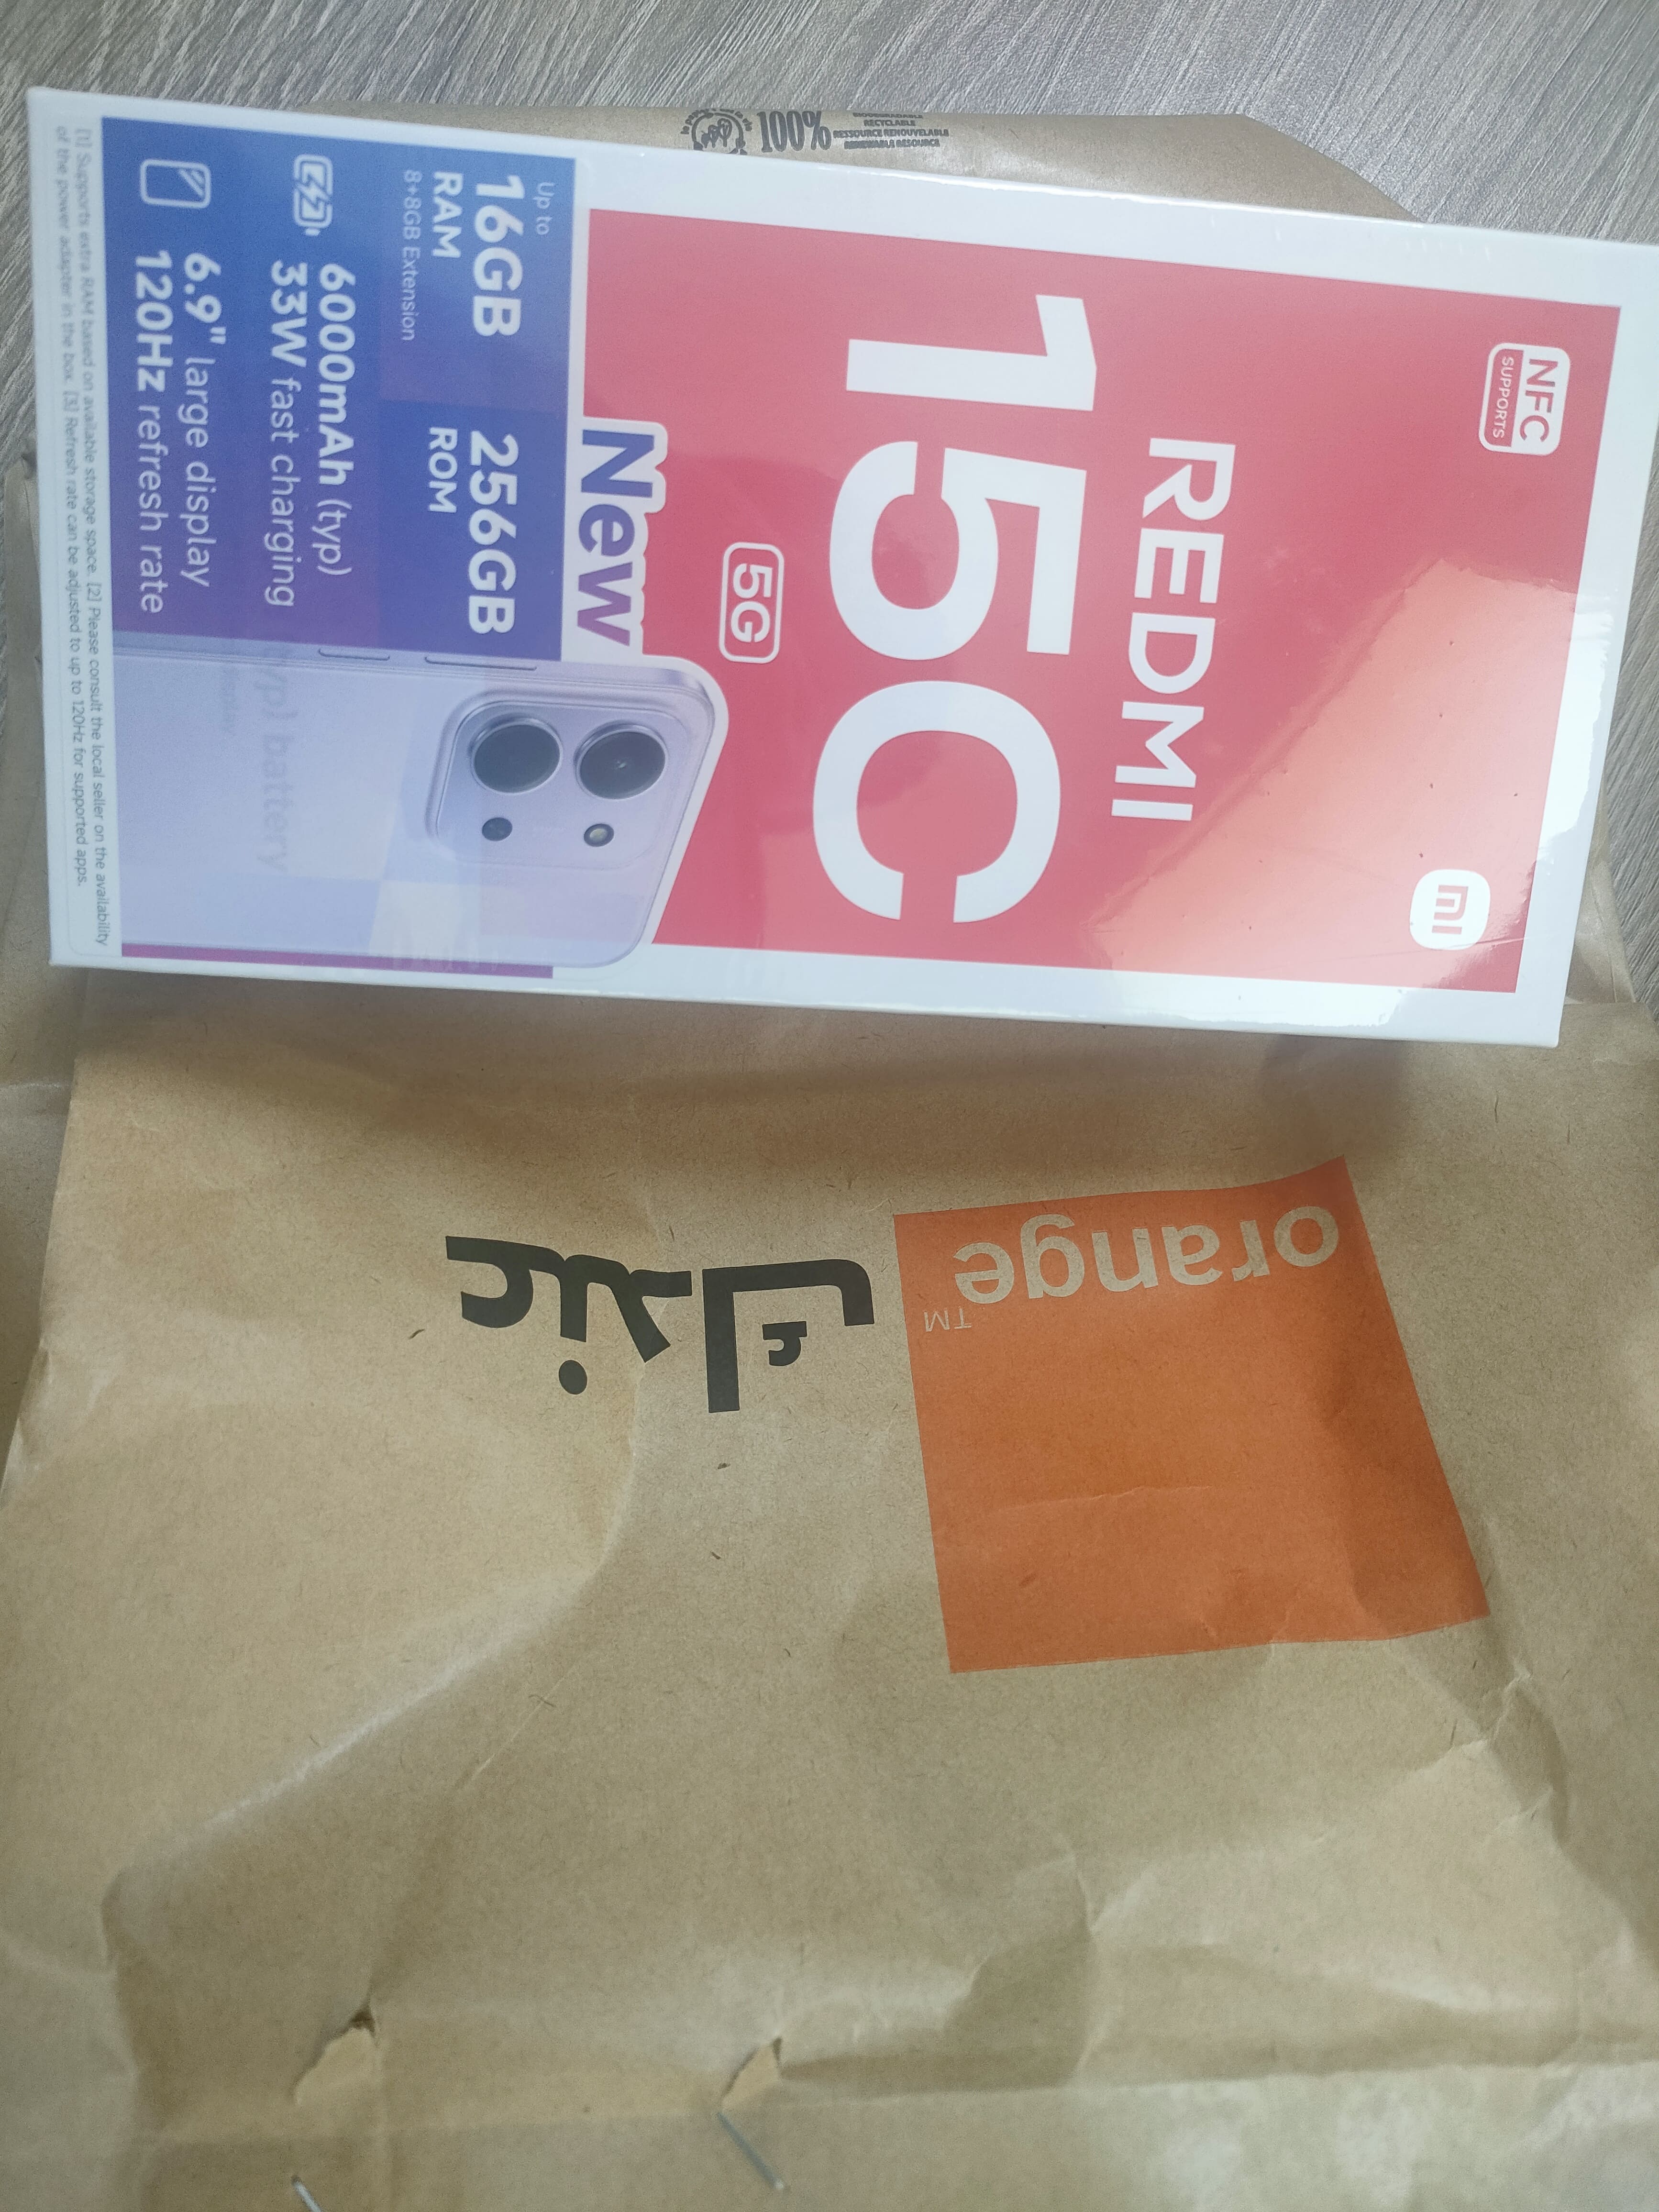 100%
BIODEGRADABLE
RECYCLABLE
RESSOURCE RENOUVELABLE
RENEWABLE RESOURCE
NFC
SUPPORTS
REDMI
15C
5G
New
Up to
16GB
RAM
8+8GB Extension
256GB
ROM
6000mAh (typ)
33W fast charging
6.9" large display
120Hz refresh rate
[1] Supports extra RAM based on available storage space. [2] Please consult the local seller on the availability
of the power adapter in the box. [3] Refresh rate can be adjusted to up to 120Hz for supported apps.
orange
TM
عندك